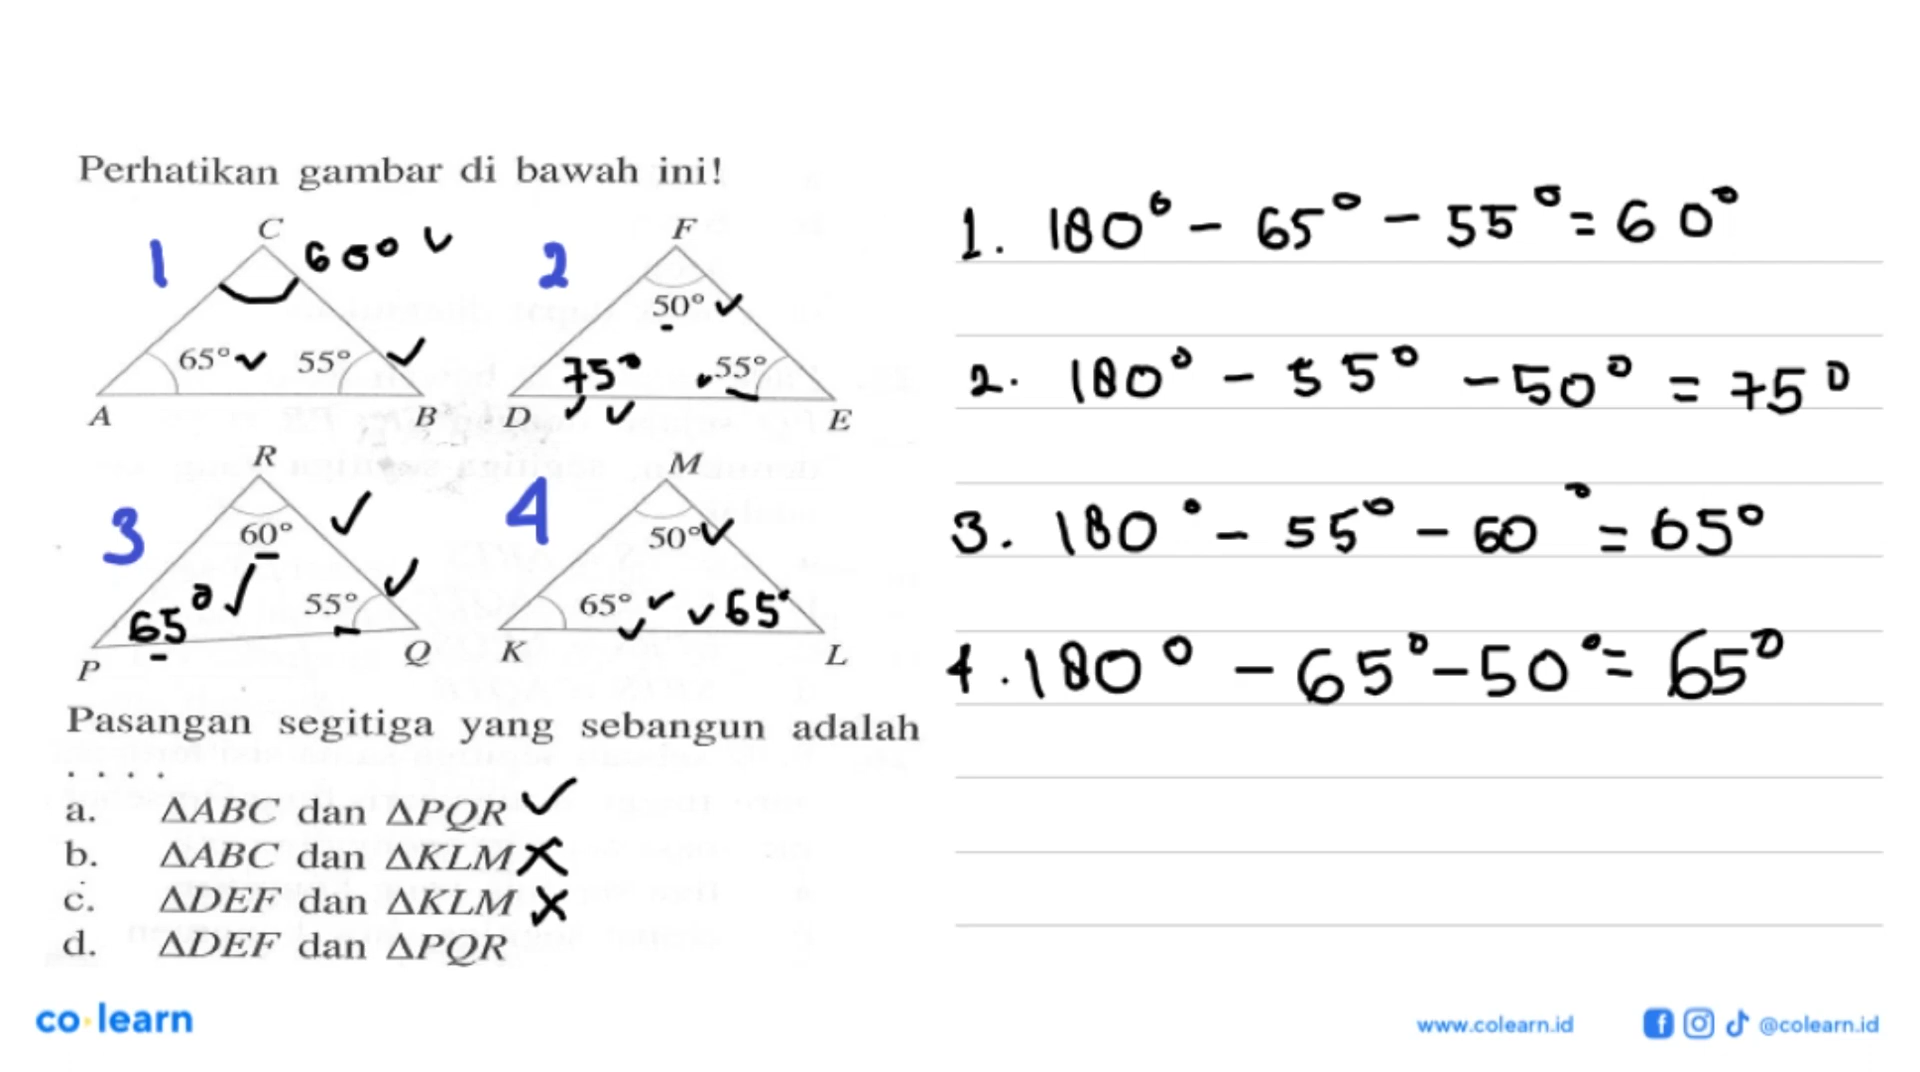 Perhatikan gambar di bawah ini!
1
C
60°
65°
55°
A
B
2
F
50°
75°
55°
D
E
3
R
60°
65°
55°
P
Q
4
M
50°
65°
65°
K
L
Pasangan segitiga yang sebangun adalah
....
a. ΔABC dan ΔPQR ✓
b. ΔABC dan ΔKLM X
c. ΔDEF dan ΔKLM X
d. ΔDEF dan ΔPQR
1. 180° - 65° - 55° = 60°
2. 180° - 55° - 50° = 75°
3. 180° - 55° - 60° = 65°
4. 180° - 65° - 50° = 65°
co·learn
www.colearn.id
@colearn.id